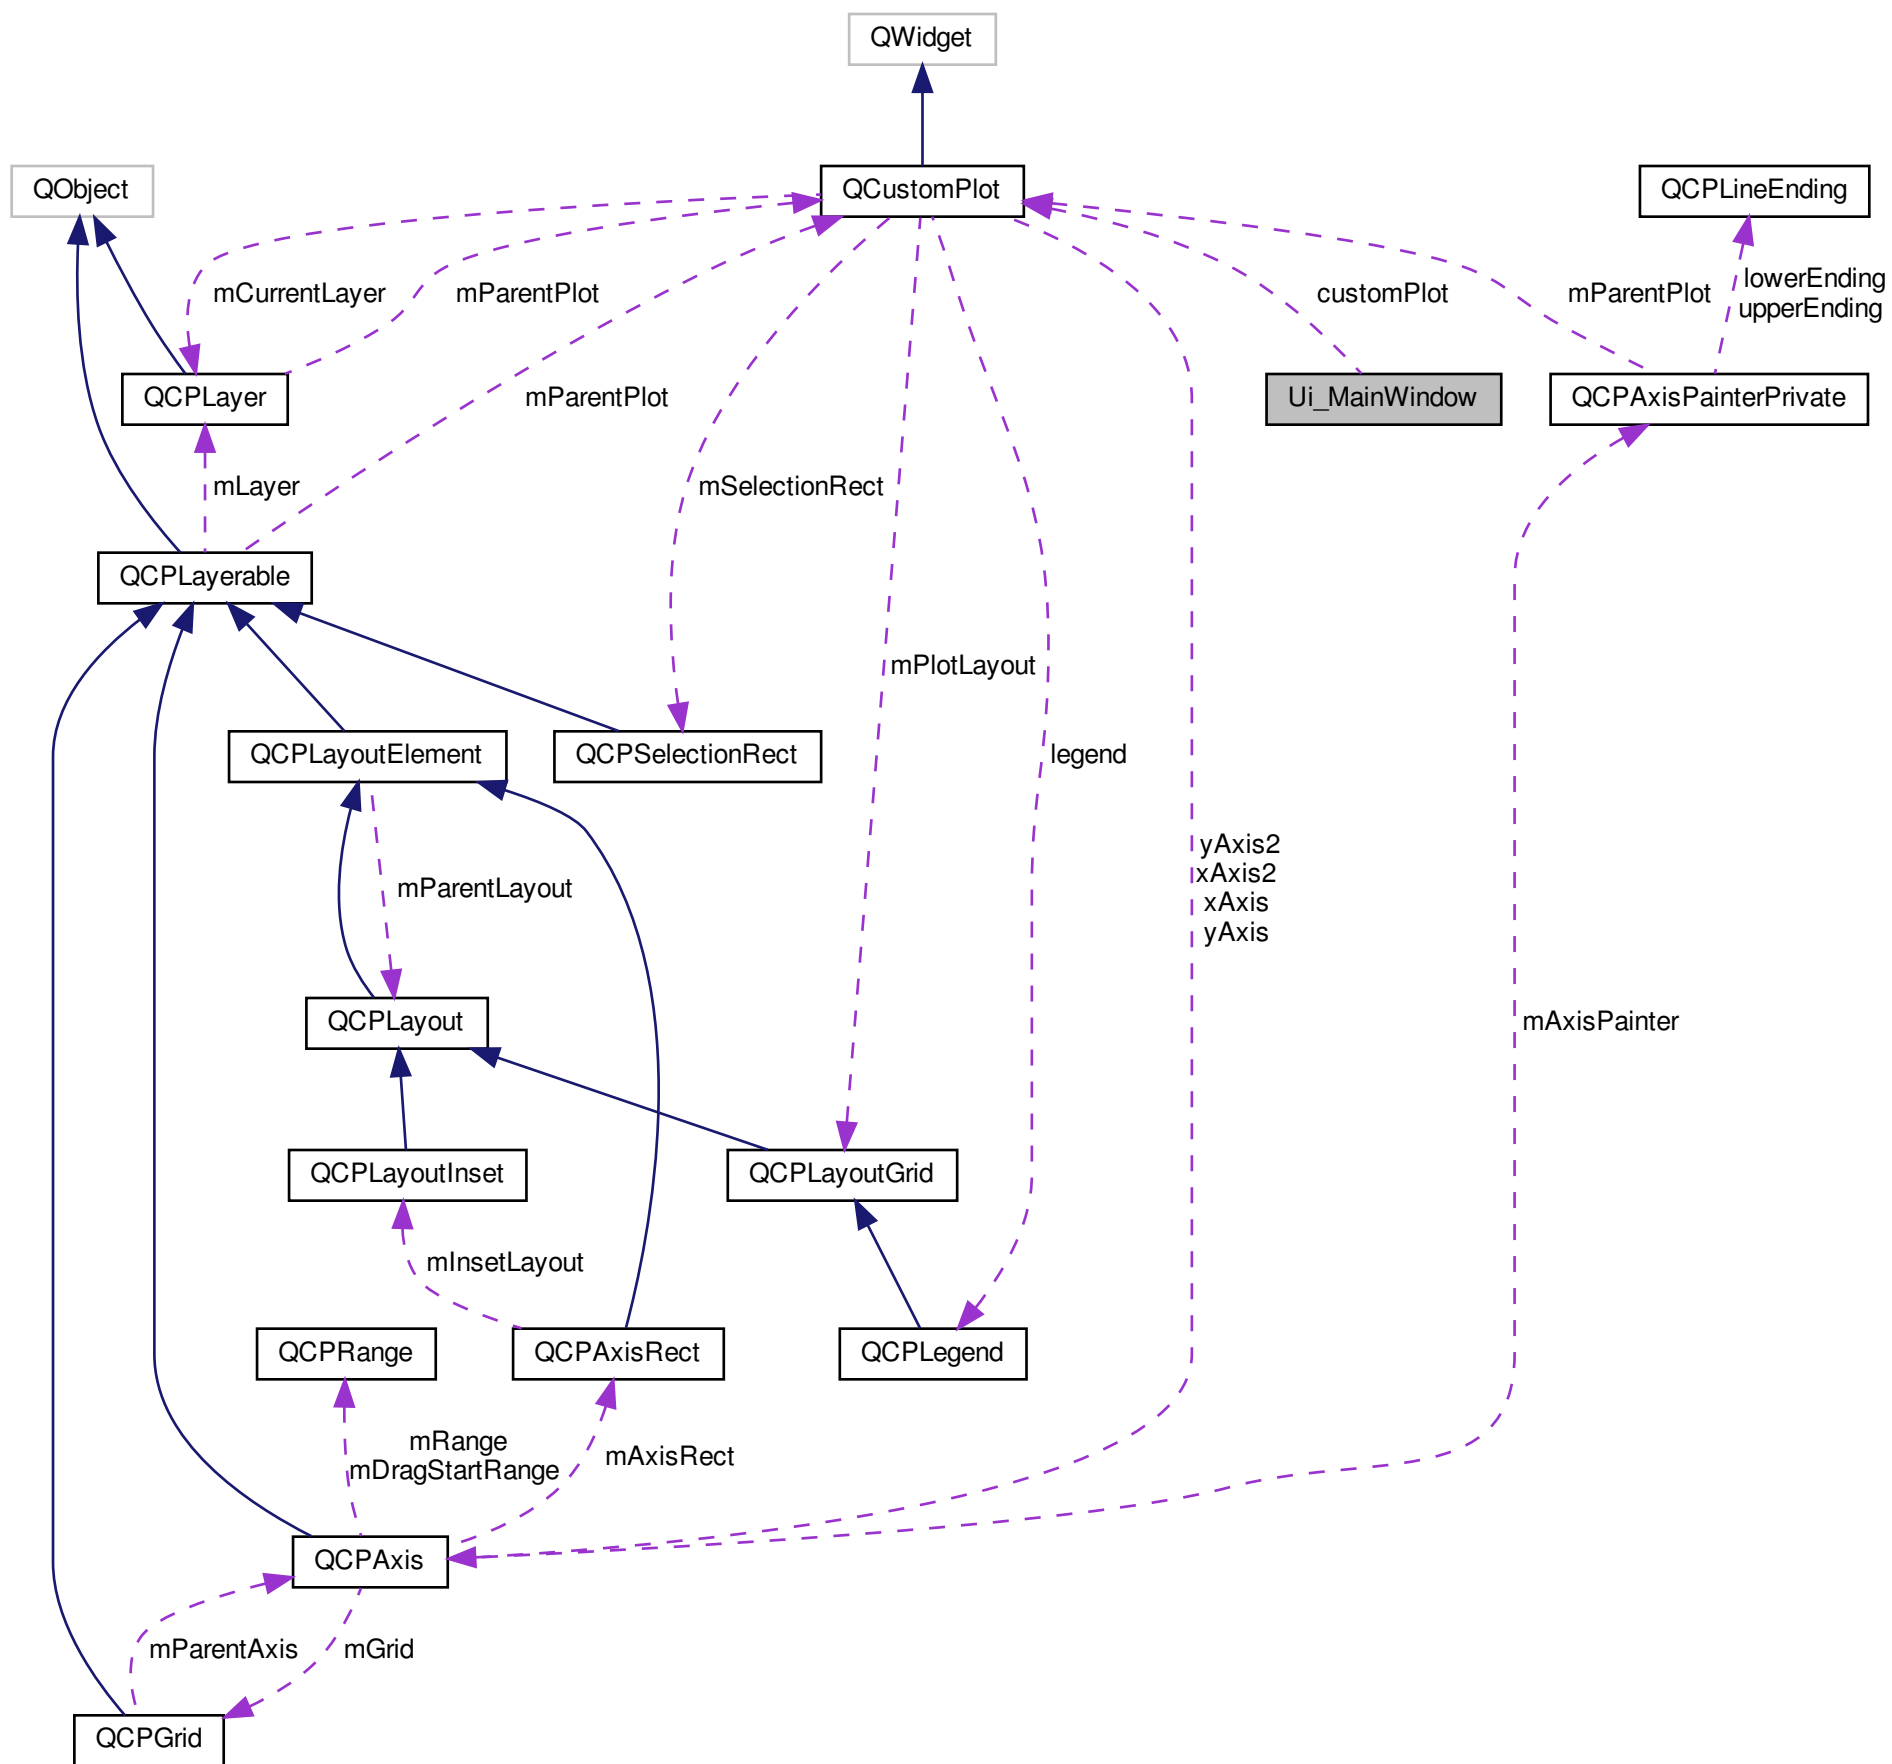 QWidget
QObject
QCustomPlot
QCPLineEnding
mCurrentLayer
mParentPlot
customPlot
mParentPlot
lowerEnding
upperEnding
QCPLayer
mParentPlot
Ui_MainWindow
QCPAxisPainterPrivate
mLayer
mSelectionRect
QCPLayerable
mPlotLayout
QCPLayoutElement
QCPSelectionRect
legend
yAxis2
xAxis2
xAxis
yAxis
mParentLayout
QCPLayout
mAxisPainter
QCPLayoutInset
QCPLayoutGrid
mInsetLayout
QCPRange
QCPAxisRect
QCPLegend
mRange
mDragStartRange
mAxisRect
QCPAxis
mParentAxis
mGrid
QCPGrid